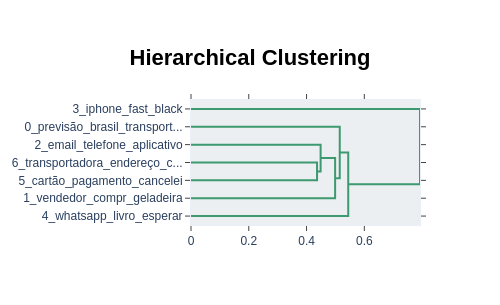 Hierarchical Clustering
3_iphone_fast_black
0_previsão_brasil_transport...
2_email_telefone_aplicativo
6_transportadora_endereço_c...
5_cartão_pagamento_cancelei
1_vendedor_compr_geladeira
4_whatsapp_livro_esperar
0 0.2 0.4 0.6